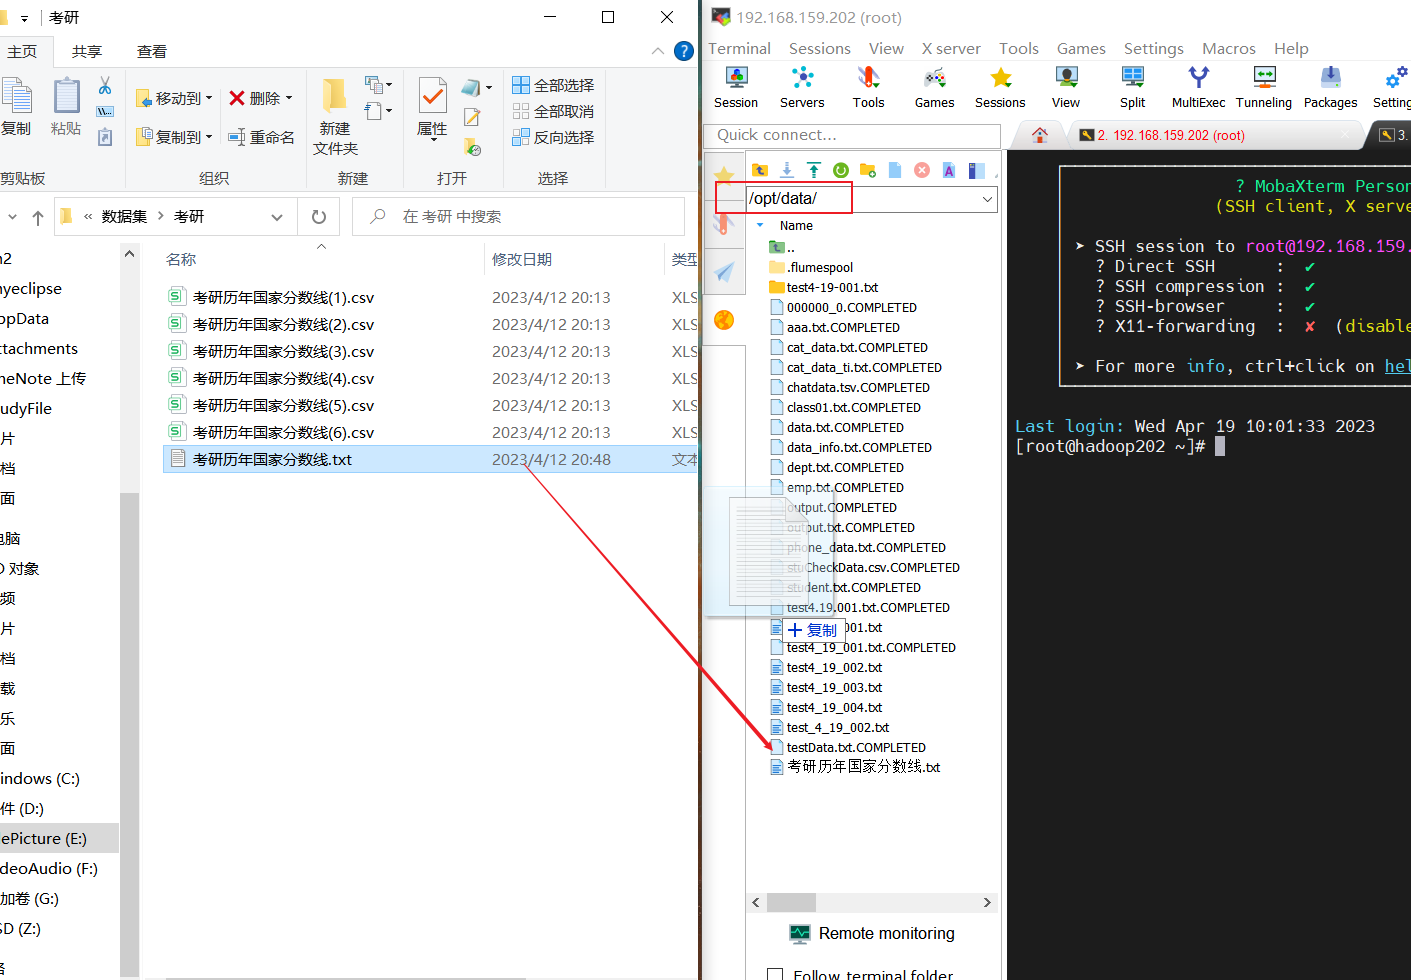 考研
主页 共享 查看
复制
粘贴
移动到
复制到
删除
重命名
新建
文件夹
属性
全部选择
全部取消
反向选择
剪贴板 组织 新建 打开 选择
« 数据集 › 考研
在 考研 中搜索
名称 修改日期 类型
考研历年国家分数线(1).csv 2023/4/12 20:13 XLS
考研历年国家分数线(2).csv 2023/4/12 20:13 XLS
考研历年国家分数线(3).csv 2023/4/12 20:13 XLS
考研历年国家分数线(4).csv 2023/4/12 20:13 XLS
考研历年国家分数线(5).csv 2023/4/12 20:13 XLS
考研历年国家分数线(6).csv 2023/4/12 20:13 XLS
考研历年国家分数线.txt 2023/4/12 20:48 文本
n2
nyeclipse
ppData
ttachments
neNote 上传
udyFile
片
档
面
电脑
D 对象
频
片
档
载
乐
面
indows (C:)
件 (D:)
ePicture (E:)
deoAudio (F:)
加卷 (G:)
SD (Z:)
192.168.159.202 (root)
Terminal Sessions View X server Tools Games Settings Macros Help
Session Servers Tools Games Sessions View Split MultiExec Tunneling Packages Setting
Quick connect...
2. 192.168.159.202 (root)
3.
/opt/data/
Name
..
.flumespool
test4-19-001.txt
000000_0.COMPLETED
aaa.txt.COMPLETED
cat_data.txt.COMPLETED
cat_data_ti.txt.COMPLETED
chatdata.tsv.COMPLETED
class01.txt.COMPLETED
data.txt.COMPLETED
data_info.txt.COMPLETED
dept.txt.COMPLETED
emp.txt.COMPLETED
output.COMPLETED
output.txt.COMPLETED
phone_data.txt.COMPLETED
stuCheckData.csv.COMPLETED
student.txt.COMPLETED
test4.19.001.txt.COMPLETED
001.txt
复制
test4_19_001.txt.COMPLETED
test4_19_002.txt
test4_19_003.txt
test4_19_004.txt
test_4_19_002.txt
testData.txt.COMPLETED
考研历年国家分数线.txt
Remote monitoring
Follow terminal folder
? MobaXterm Person
(SSH client, X serve
➤ SSH session to root@192.168.159.
? Direct SSH : ✔
? SSH compression : ✔
? SSH-browser : ✔
? X11-forwarding : ✘ (disable
➤ For more info, ctrl+click on hel
Last login: Wed Apr 19 10:01:33 2023
[root@hadoop202 ~]#